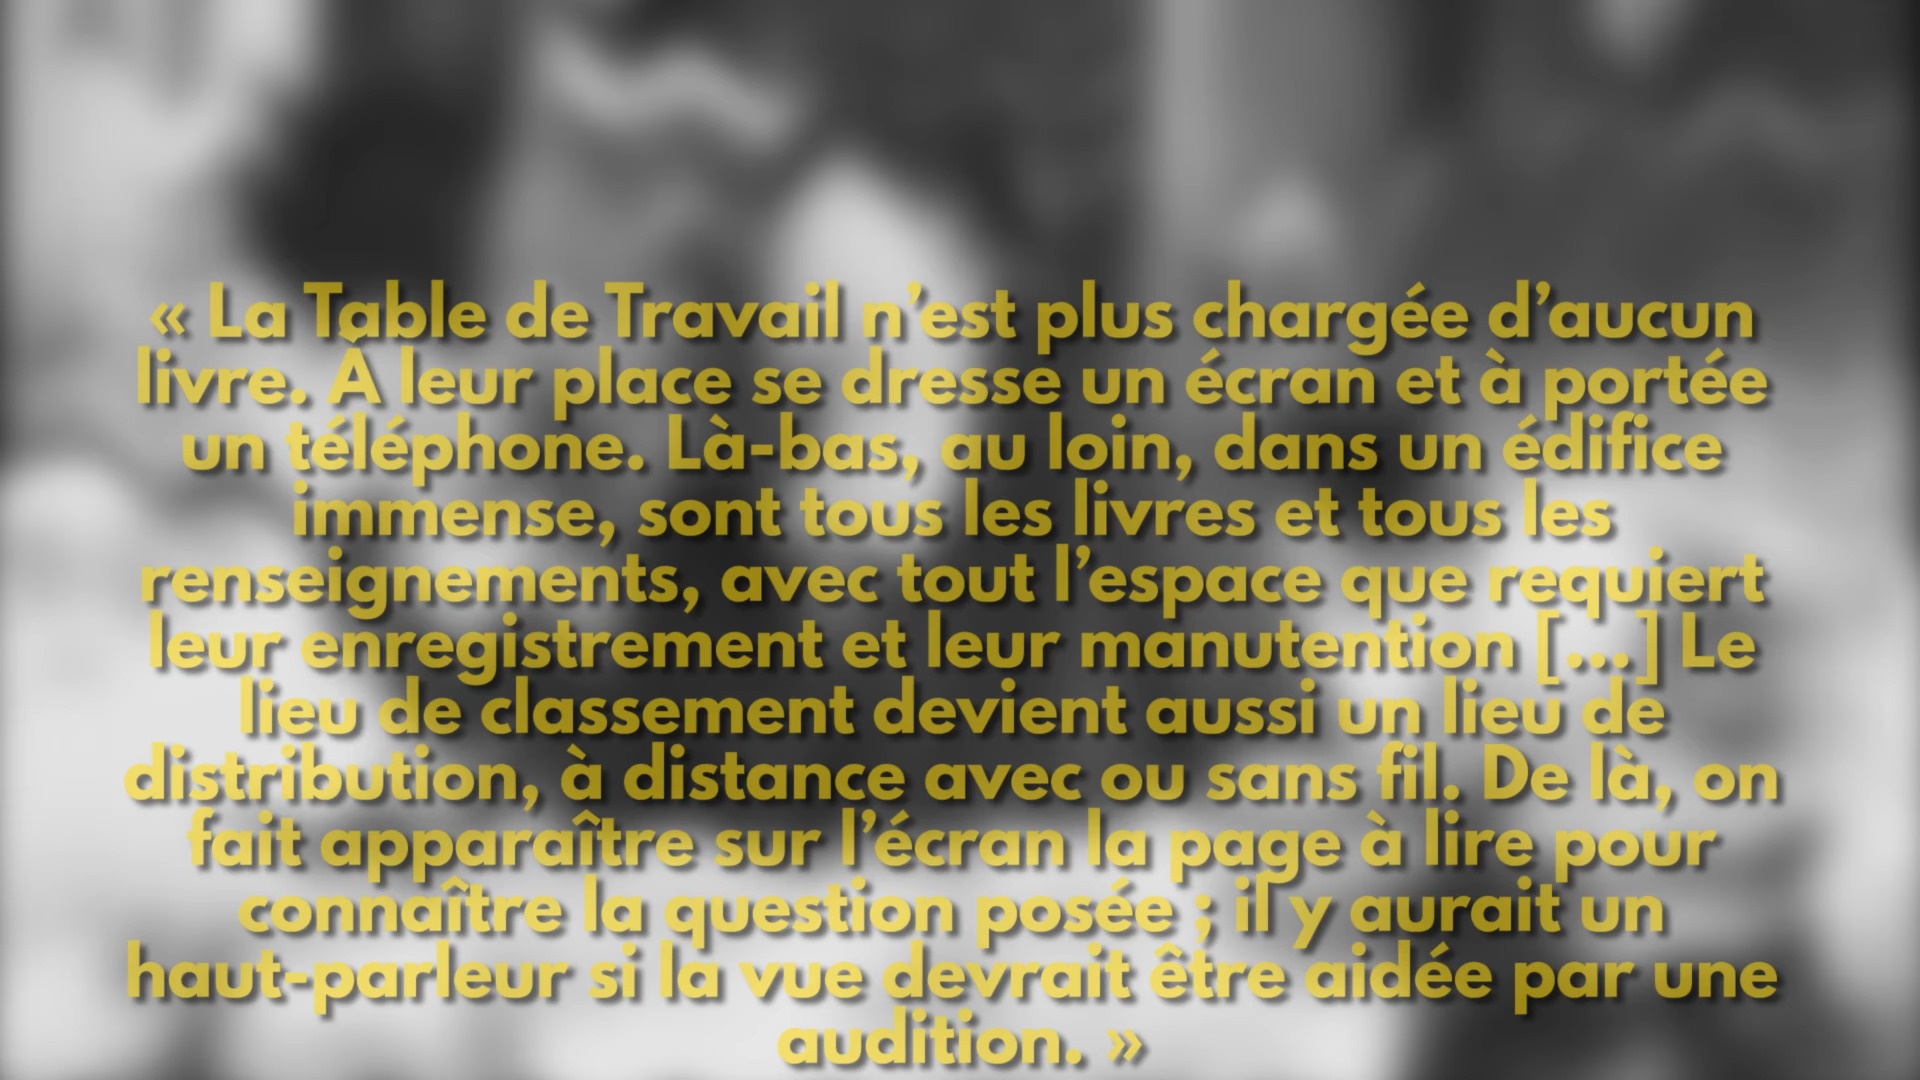 « La Table de Travail n’est plus chargée d’aucun
livre. À leur place se dresse un écran et à portée
un téléphone. Là-bas, au loin, dans un édifice
immense, sont tous les livres et tous les
renseignements, avec tout l’espace que requiert
leur enregistrement et leur manutention [...] Le
lieu de classement devient aussi un lieu de
distribution, à distance avec ou sans fil. De là, on
fait apparaître sur l’écran la page à lire pour
connaître la question posée ; il y aurait un
haut-parleur si la vue devrait être aidée par une
audition. »